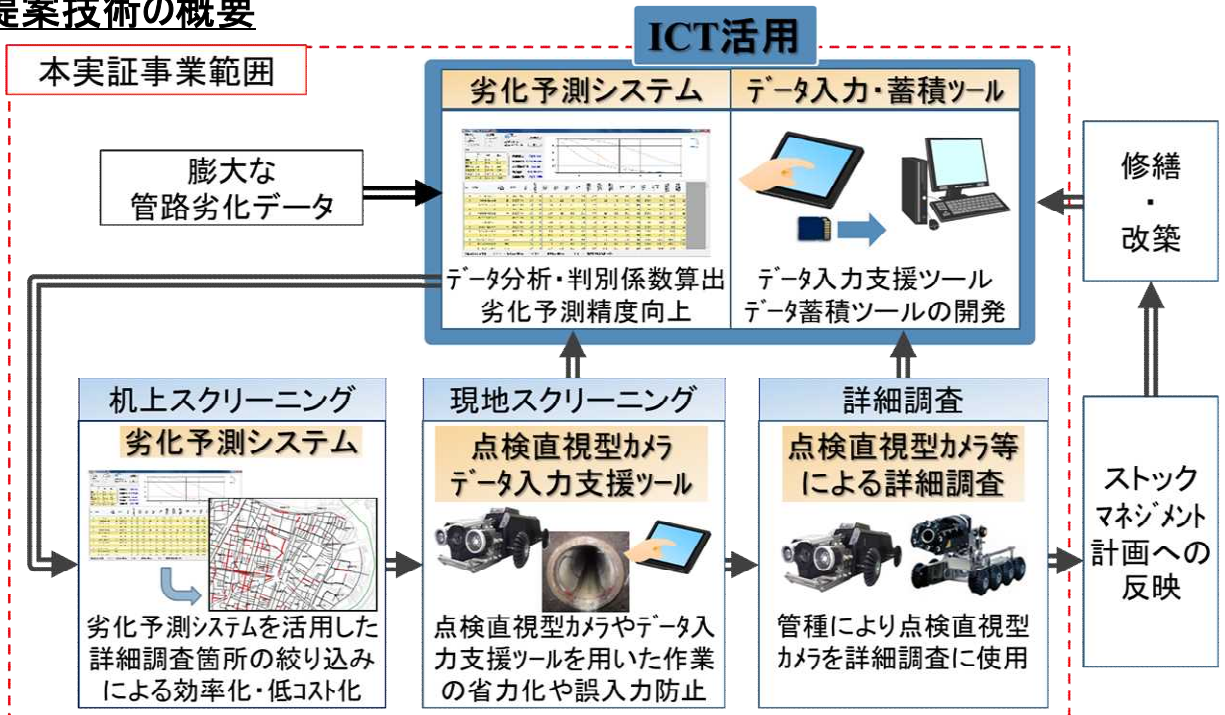 提案技術の概要
本実証事業範囲
ICT活用
劣化予測システム
データ入力・蓄積ツール
膨大な
管路劣化データ
データ分析・判別係数算出
劣化予測精度向上
データ入力支援ツール
データ蓄積ツールの開発
修繕
・
改築
机上スクリーニング
劣化予測システム
劣化予測システムを活用した
詳細調査箇所の絞り込み
による効率化・低コスト化
現地スクリーニング
点検直視型カメラ
データ入力支援ツール
点検直視型カメラやデータ入
力支援ツールを用いた作業
の省力化や誤入力防止
詳細調査
点検直視型カメラ等
による詳細調査
管種により点検直視型
カメラを詳細調査に使用
ストック
マネジメント
計画への
反映